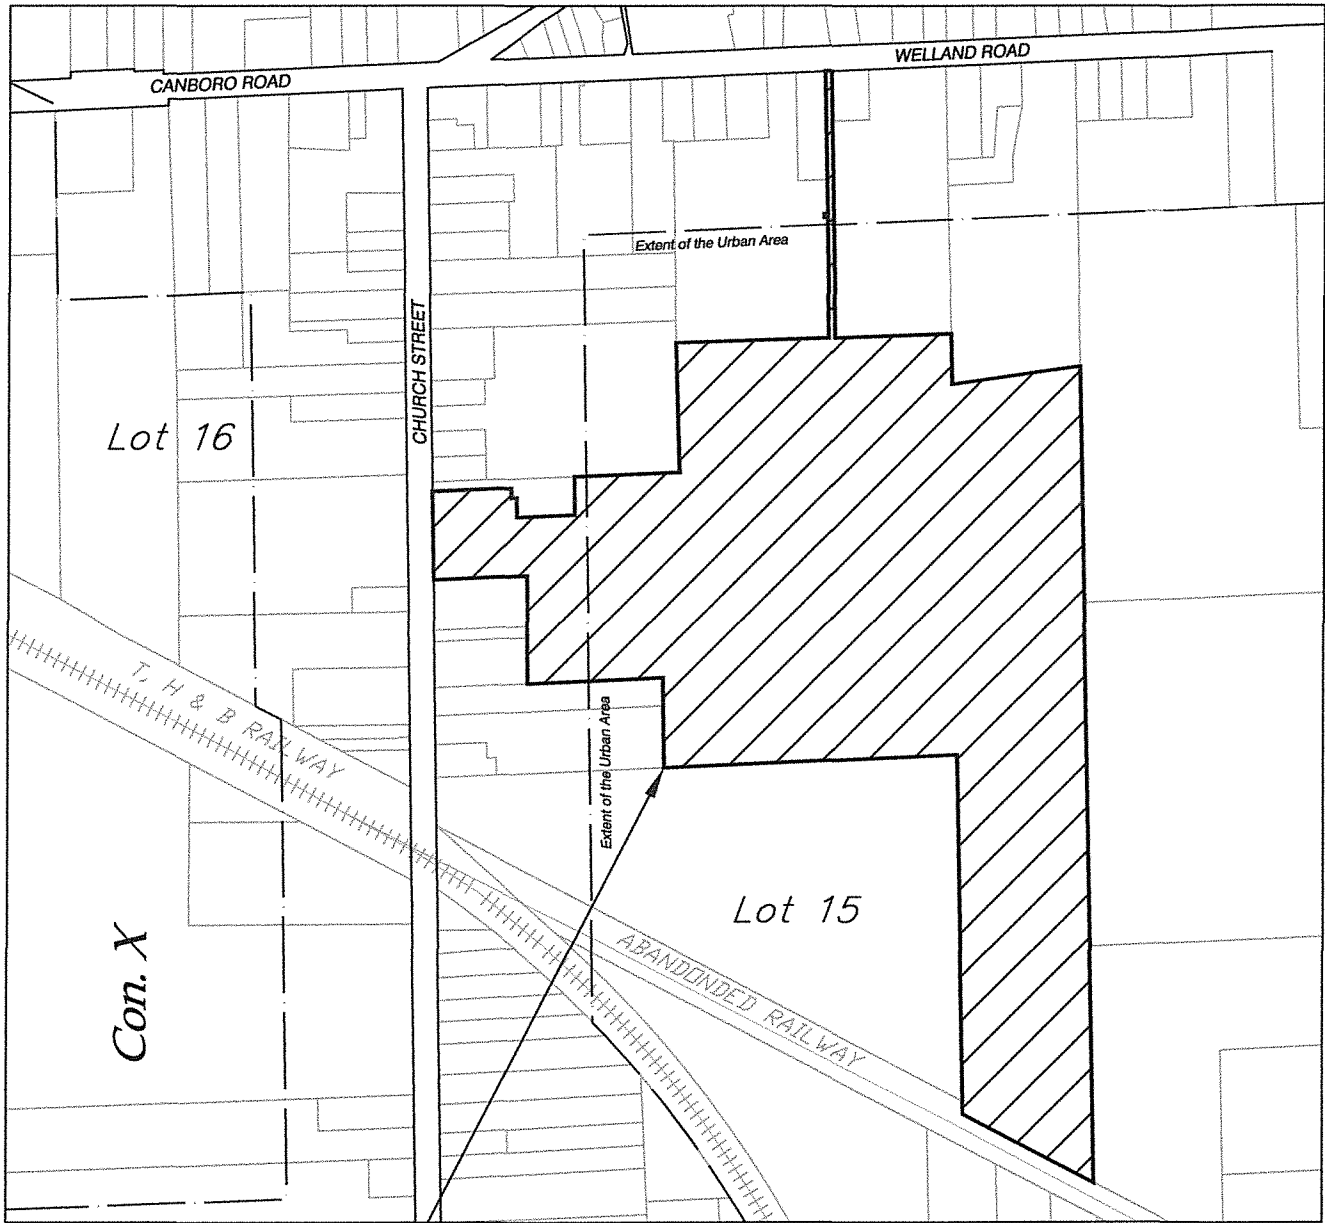 WELLAND ROAD
CANBORO ROAD
Extent of the Urban Area
CHURCH STREET
Lot 16
T, H & B RAILWAY
Extent of the Urban Area
Lot 15
ABANDONDED RAILWAY
Con. X